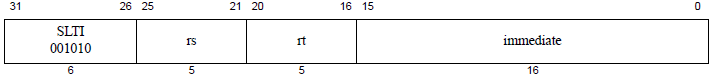 31 26 25 21 20 16 15 0
SLTI
001010 rs rt immediate
6 5 5 16